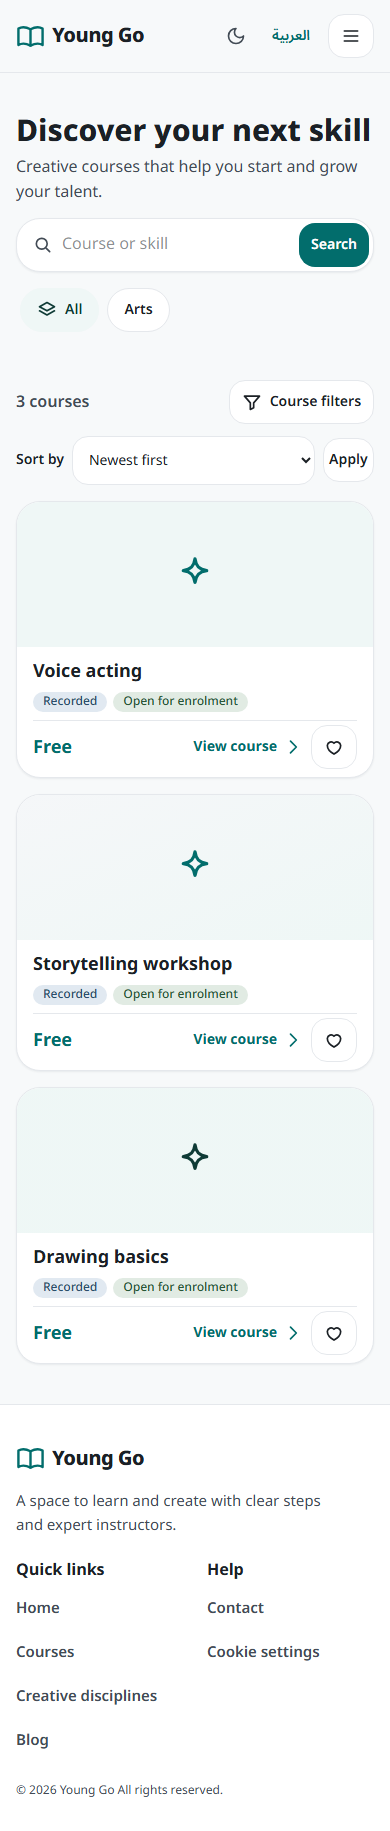 Young Go
العربية
Discover your next skill
Creative courses that help you start and grow
your talent.
Course or skill
Search
All
Arts
3 courses
Course filters
Sort by
Newest first
Apply
Voice acting
Recorded
Open for enrolment
Free
View course
Storytelling workshop
Recorded
Open for enrolment
Free
View course
Drawing basics
Recorded
Open for enrolment
Free
View course
Young Go
A space to learn and create with clear steps
and expert instructors.
Quick links
Help
Home
Contact
Courses
Cookie settings
Creative disciplines
Blog
© 2026 Young Go All rights reserved.